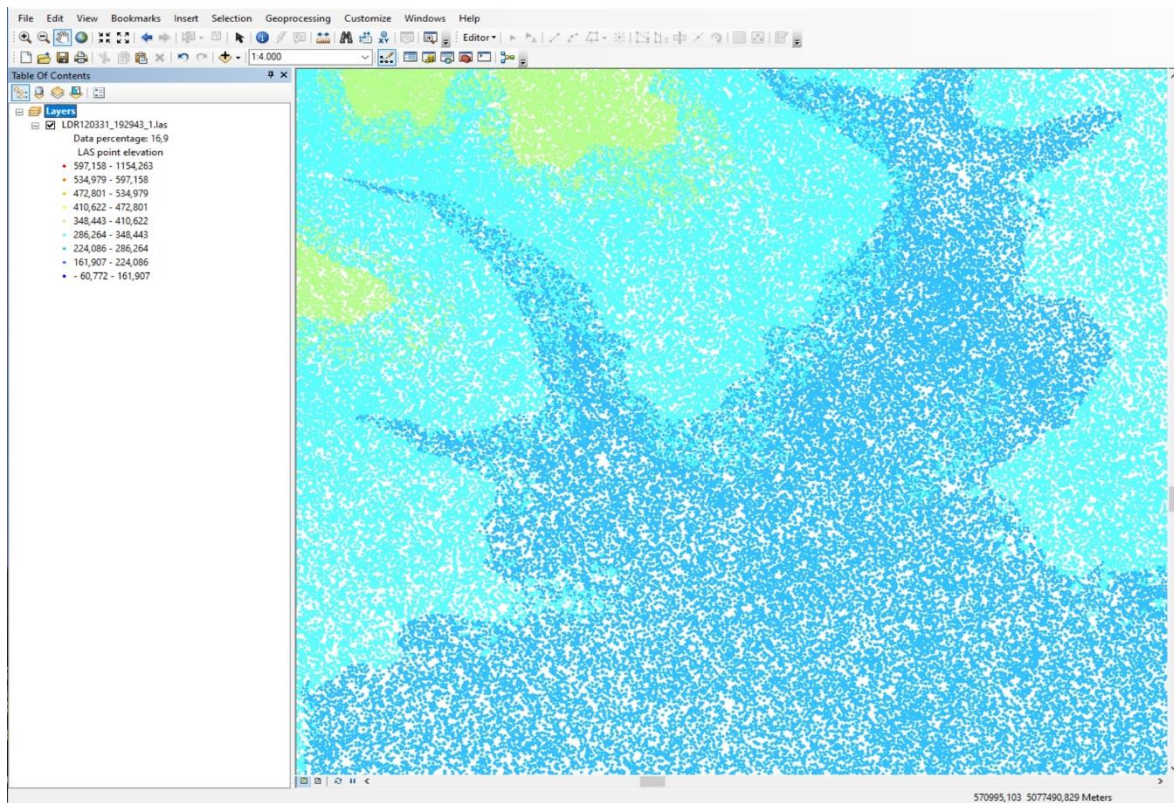 File Edit View Bookmarks Insert Selection Geoprocessing Customize Windows Help
Editor
1:4.000
Table Of Contents
Layers
LDR120331_192943_1.las
Data percentage: 16,9
LAS point elevation
597,158 - 1154,263
534,979 - 597,158
472,801 - 534,979
410,622 - 472,801
348,443 - 410,622
286,264 - 348,443
224,086 - 286,264
161,907 - 224,086
- 60,772 - 161,907
570995,103 5077490,829 Meters